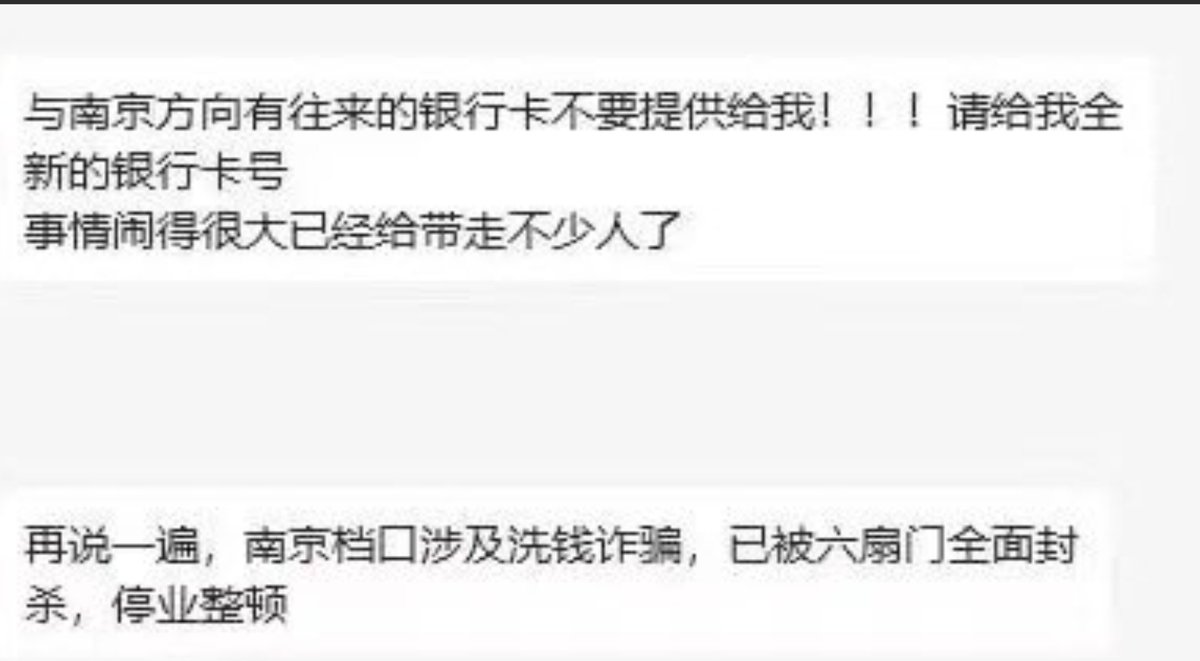 与南京方向有往来的银行卡不要提供给我！！！请给我全
新的银行卡号
事情闹得很大已经给带走不少人了
再说一遍，南京档口涉及洗钱诈骗，已被六扇门全面封
杀，停业整顿